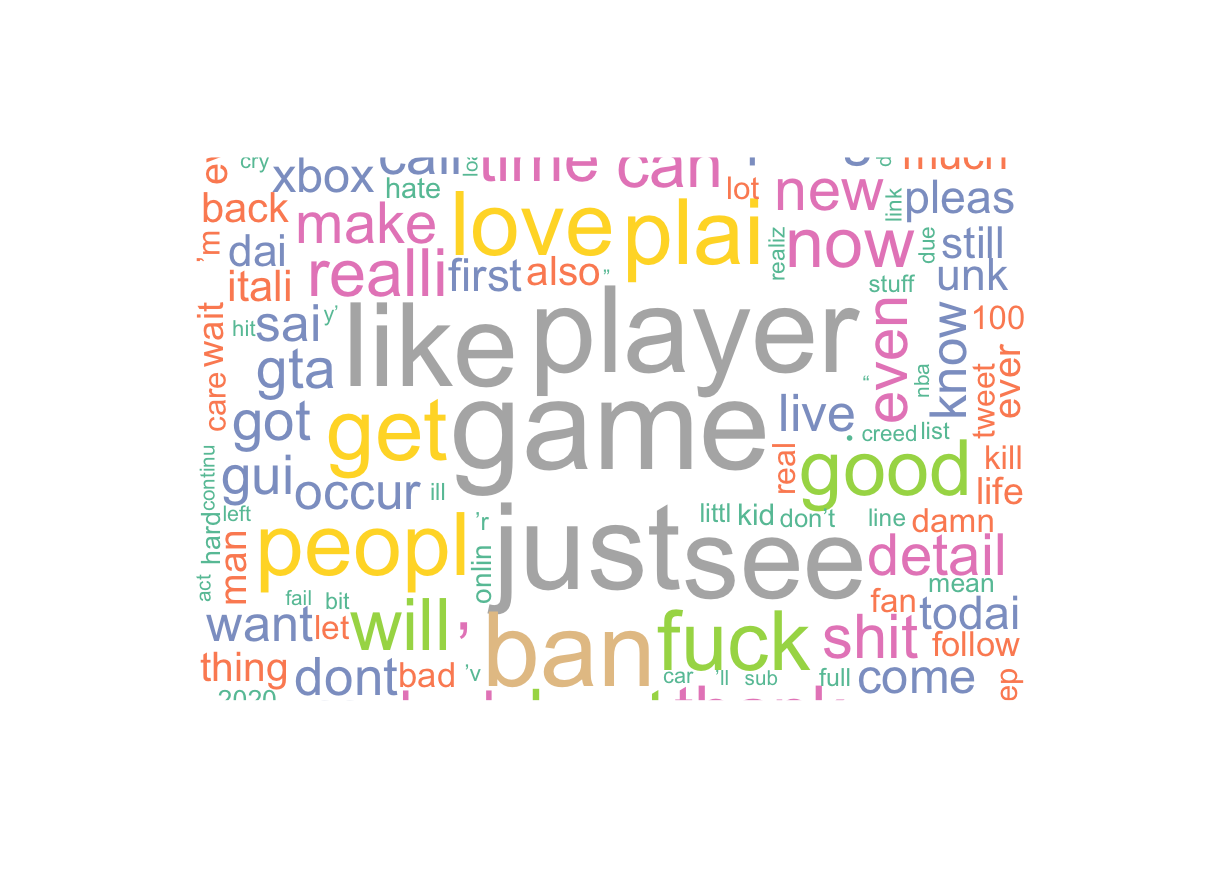 cry
xbox
call
time
can
much
hate
lot
new
link
pleas
back
make
love
plai
'm
dai
realli
first
also
”
realiz
now
due
still
itali
stuff
unk
wait
hit
sai
y'
like
player
even
know
100
gta
care
“
nba
tweet
ever
got
get
game
live
.
creed
list
continu
gui
occur
ill
real
good
kill
life
hard
left
peopl
'r
just
see
littl
kid
don't
line
damn
man
onlin
detail
act
fail
bit
mean
want
let
will
,
ban
fuck
shit
fan
todai
follow
thing
dont
bad
'v
car
'll
sub
full
come
ep
2020